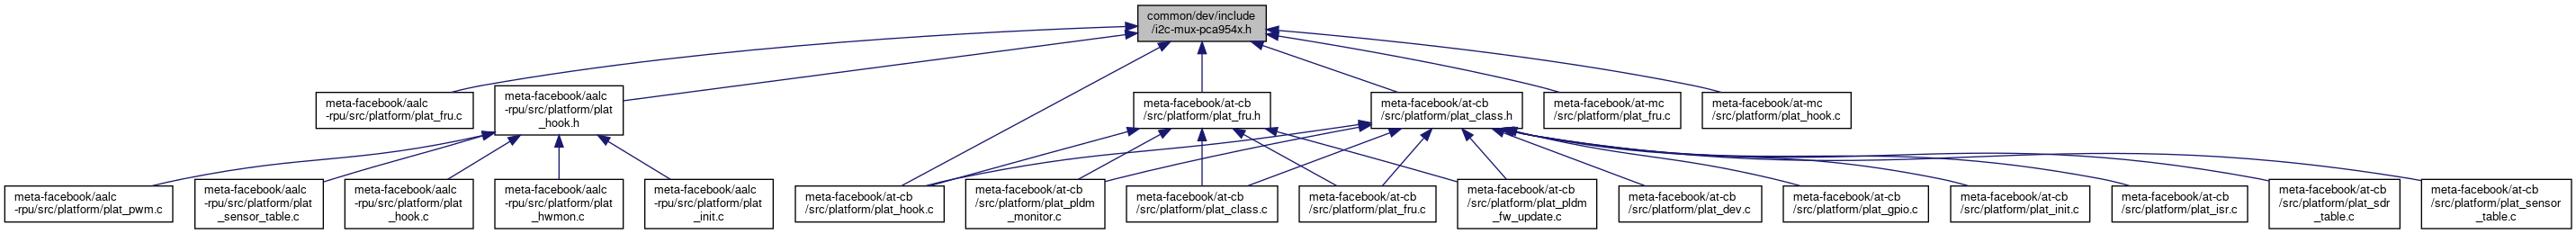 common/dev/include
/i2c-mux-pca954x.h
meta-facebook/aalc
-rpu/src/platform/plat_fru.c
meta-facebook/aalc
-rpu/src/platform/plat
_hook.h
meta-facebook/at-cb
/src/platform/plat_fru.h
meta-facebook/at-cb
/src/platform/plat_class.h
meta-facebook/at-mc
/src/platform/plat_fru.c
meta-facebook/at-mc
/src/platform/plat_hook.c
meta-facebook/aalc
-rpu/src/platform/plat_pwm.c
meta-facebook/aalc
-rpu/src/platform/plat
_sensor_table.c
meta-facebook/aalc
-rpu/src/platform/plat
_hook.c
meta-facebook/aalc
-rpu/src/platform/plat
_hwmon.c
meta-facebook/aalc
-rpu/src/platform/plat
_init.c
meta-facebook/at-cb
/src/platform/plat_hook.c
meta-facebook/at-cb
/src/platform/plat_pldm
_monitor.c
meta-facebook/at-cb
/src/platform/plat_class.c
meta-facebook/at-cb
/src/platform/plat_fru.c
meta-facebook/at-cb
/src/platform/plat_pldm
_fw_update.c
meta-facebook/at-cb
/src/platform/plat_dev.c
meta-facebook/at-cb
/src/platform/plat_gpio.c
meta-facebook/at-cb
/src/platform/plat_init.c
meta-facebook/at-cb
/src/platform/plat_isr.c
meta-facebook/at-cb
/src/platform/plat_sdr
_table.c
meta-facebook/at-cb
/src/platform/plat_sensor
_table.c